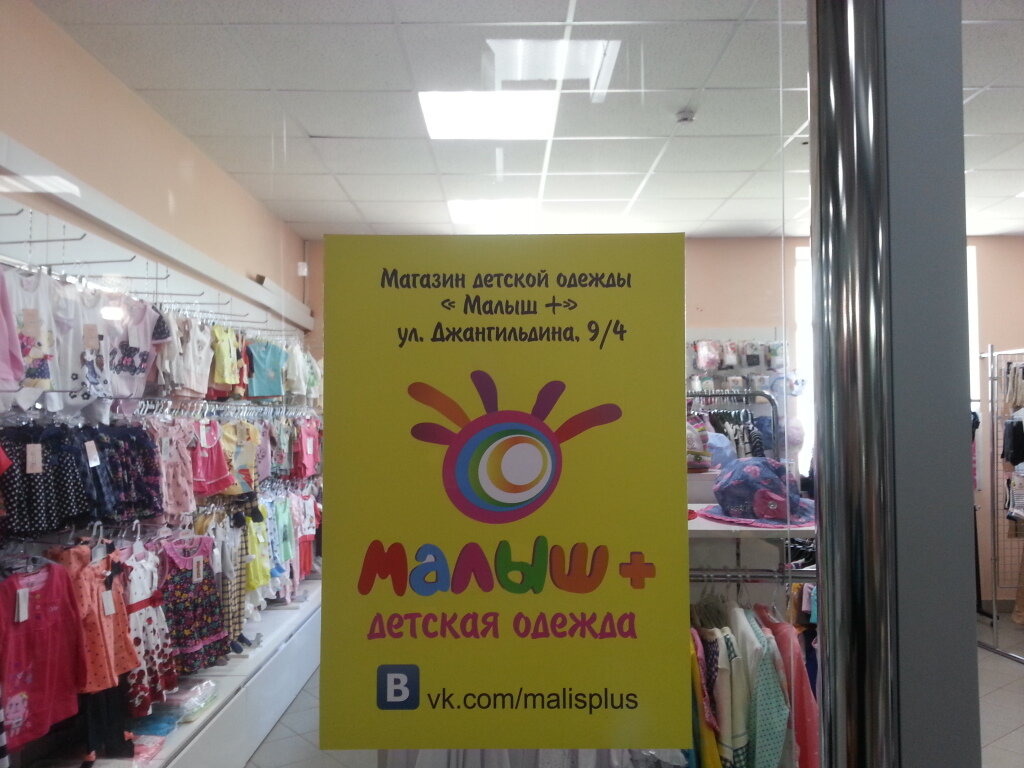 Магазин детской одежды
« Малыш +»
ул. Джангильдина, 9/4
малыш +
детская одежда
B vk.com/malisplus